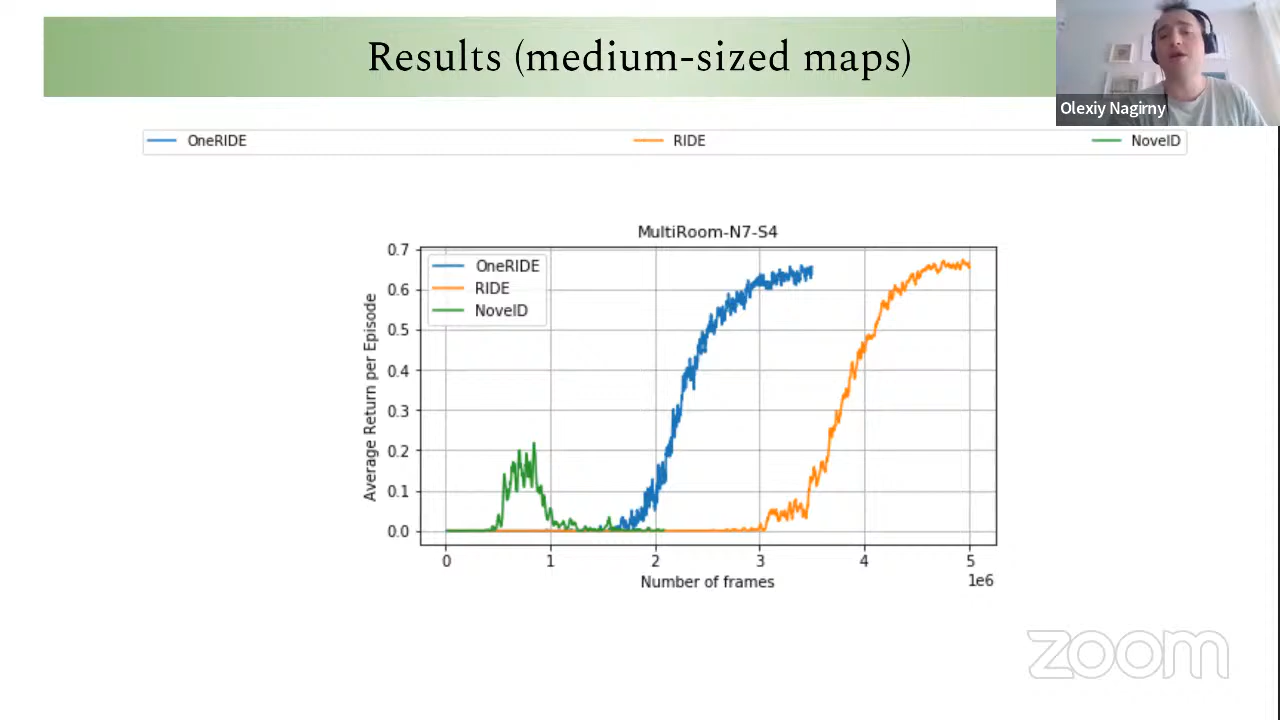 Results (medium-sized maps)
Olexiy Nagirny
OneRIDE
RIDE
NovelD
MultiRoom-N7-S4
OneRIDE
RIDE
NovelD
Average Return per Episode
0.7
0.6
0.5
0.4
0.3
0.2
0.1
0.0
0 1 2 3 4 5
1e6
Number of frames
zoom